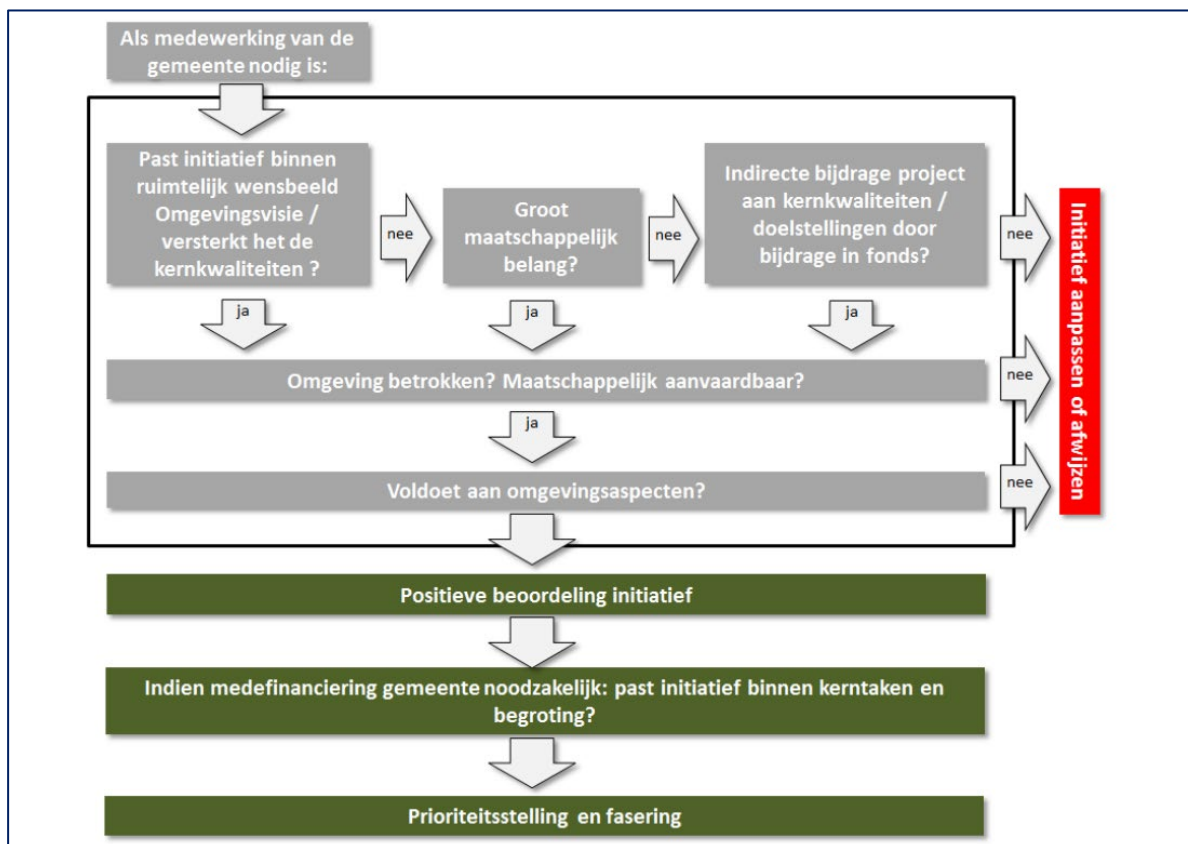 Als medewerking van de
gemeente nodig is:
Past initiatief binnen
ruimtelijk wensbeeld
Omgevingsvisie /
versterkt het de
kernkwaliteiten ?
nee
Groot
maatschappelijk
belang?
nee
Indirecte bijdrage project
aan kernkwaliteiten /
doelstellingen door
bijdrage in fonds?
nee
ja
ja
ja
Omgeving betrokken? Maatschappelijk aanvaardbaar?
nee
ja
Voldoet aan omgevingsaspecten?
nee
Initiatief aanpassen of afwijzen
Positieve beoordeling initiatief
Indien medefinanciering gemeente noodzakelijk: past initiatief binnen kerntaken en
begroting?
Prioriteitsstelling en fasering